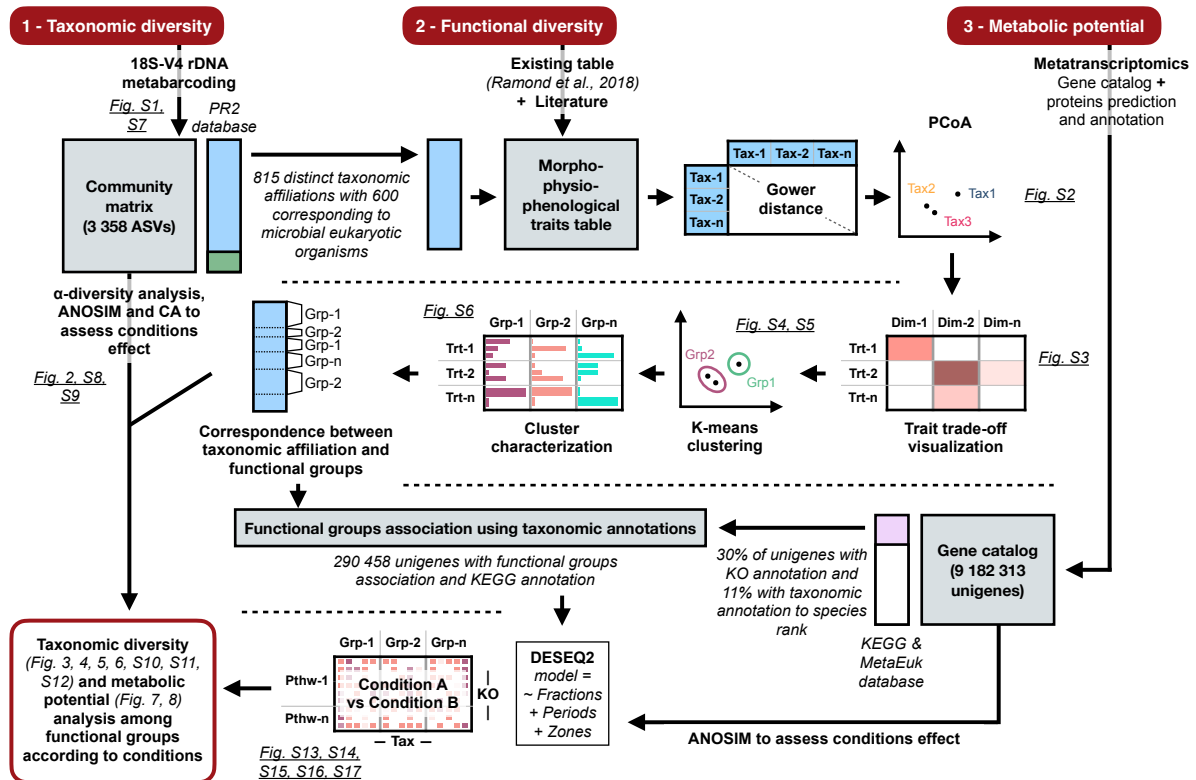 1 - Taxonomic diversity
2 - Functional diversity
3 - Metabolic potential
18S-V4 rDNA
metabarcoding
Fig. S1,
S7
PR2
database
Community
matrix
(3 358 ASVs)
815 distinct taxonomic
affiliations with 600
corresponding to
microbial eukaryotic
organisms
Existing table
(Ramond et al., 2018)
+ Literature
Morpho-
physio-
phenological
traits table
Tax-1 Tax-2 Tax-n
Tax-1
Tax-2
Tax-n
Gower
distance
PCoA
Tax2
Tax1
Tax3
Fig. S2
Metatranscriptomics
Gene catalog +
proteins prediction
and annotation
α-diversity analysis,
ANOSIM and CA to
assess conditions
effect
Fig. 2, S8,
S9
Grp-1
Grp-2
Grp-1
Grp-n
Grp-2
Correspondence between
taxonomic affiliation and
functional groups
Fig. S6
Grp-1 Grp-2 Grp-n
Trt-1
Trt-2
Trt-n
Cluster
characterization
Fig. S4, S5
Grp2
Grp1
K-means
clustering
Dim-1 Dim-2 Dim-n
Trt-1
Trt-2
Trt-n
Fig. S3
Trait trade-off
visualization
Functional groups association using taxonomic annotations
290 458 unigenes with functional groups
association and KEGG annotation
30% of unigenes with
KO annotation and
11% with taxonomic
annotation to species
rank
Gene catalog
(9 182 313
unigenes)
KEGG &
MetaEuk
database
Taxonomic diversity
(Fig. 3, 4, 5, 6, S10, S11,
S12) and metabolic
potential (Fig. 7, 8)
analysis among
functional groups
according to conditions
Grp-1 Grp-2 Grp-n
Pthw-1
Pthw-n
Condition A
vs Condition B
KO
Tax
Fig. S13, S14,
S15, S16, S17
DESEQ2
model =
~ Fractions
+ Periods
+ Zones
ANOSIM to assess conditions effect